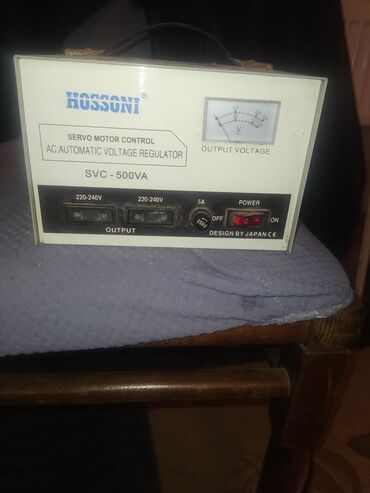 HOSSONI®
SERVO MOTOR CONTROL
AC.AUTOMATIC VOLTAGE REGULATOR
SVC - 500VA
V
OUTPUT VOLTAGE
220-240V 220-240V 5A POWER
OFF ON
OUTPUT DESIGN BY JAPAN CE